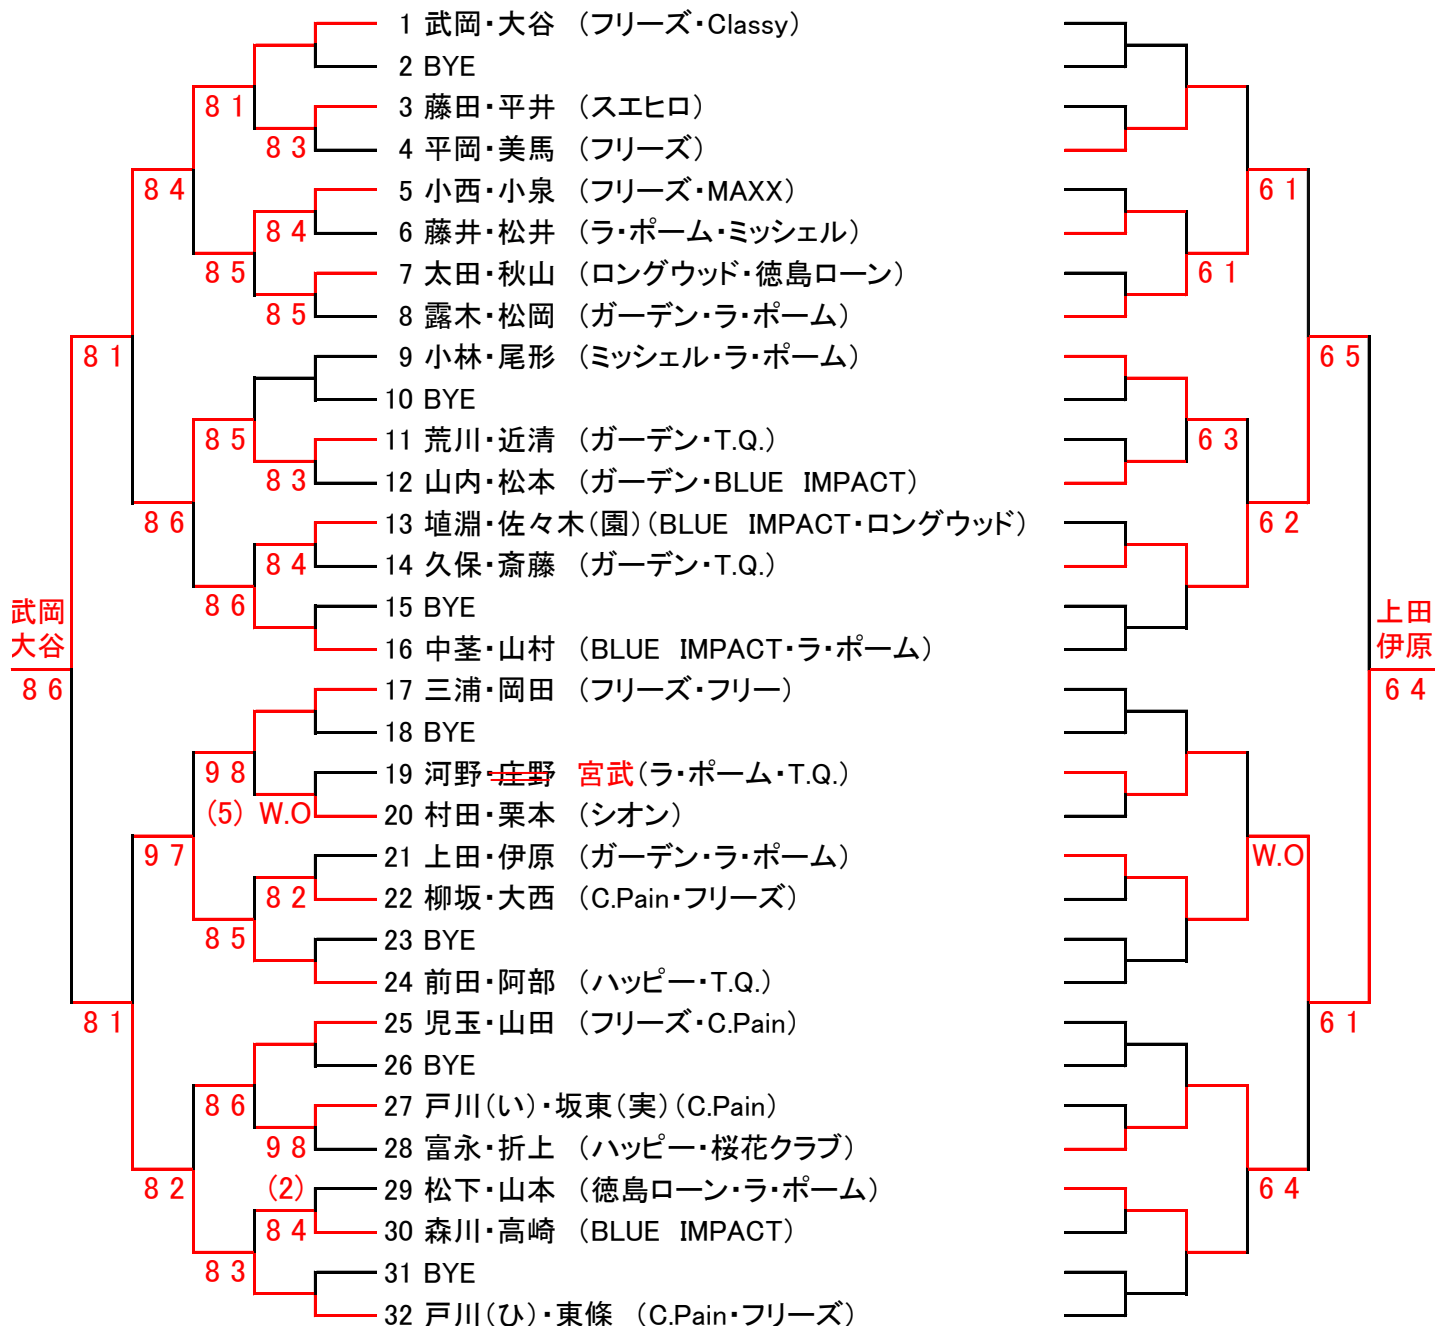 1 武岡・大谷 (フリーズ・Classy)
2 BYE
8 1
3 藤田・平井 (スエヒロ)
8 3
4 平岡・美馬 (フリーズ)
8 4
5 小西・小泉 (フリーズ・MAXX)
6 1
8 4
6 藤井・松井 (ラ・ポーム・ミッシェル)
8 5
7 太田・秋山 (ロングウッド・徳島ローン)
6 1
8 5
8 露木・松岡 (ガーデン・ラ・ポーム)
8 1
9 小林・尾形 (ミッシェル・ラ・ポーム)
6 5
10 BYE
8 5
11 荒川・近清 (ガーデン・T.Q.)
6 3
8 3
12 山内・松本 (ガーデン・BLUE IMPACT)
8 6
13 埴淵・佐々木(園)(BLUE IMPACT・ロングウッド)
6 2
8 4
14 久保・斎藤 (ガーデン・T.Q.)
8 6
15 BYE
武岡
大谷
上田
伊原
16 中茎・山村 (BLUE IMPACT・ラ・ポーム)
8 6
17 三浦・岡田 (フリーズ・フリー)
6 4
18 BYE
9 8
19 河野・庄野 宮武(ラ・ポーム・T.Q.)
(5) W.O
20 村田・栗本 (シオン)
9 7
21 上田・伊原 (ガーデン・ラ・ポーム)
W.O
8 2
22 柳坂・大西 (C.Pain・フリーズ)
8 5
23 BYE
24 前田・阿部 (ハッピー・T.Q.)
8 1
25 児玉・山田 (フリーズ・C.Pain)
6 1
26 BYE
8 6
27 戸川(い)・坂東(実)(C.Pain)
9 8
28 富永・折上 (ハッピー・桜花クラブ)
8 2
(2)
29 松下・山本 (徳島ローン・ラ・ポーム)
6 4
8 4
30 森川・高崎 (BLUE IMPACT)
8 3
31 BYE
32 戸川(ひ)・東條 (C.Pain・フリーズ)